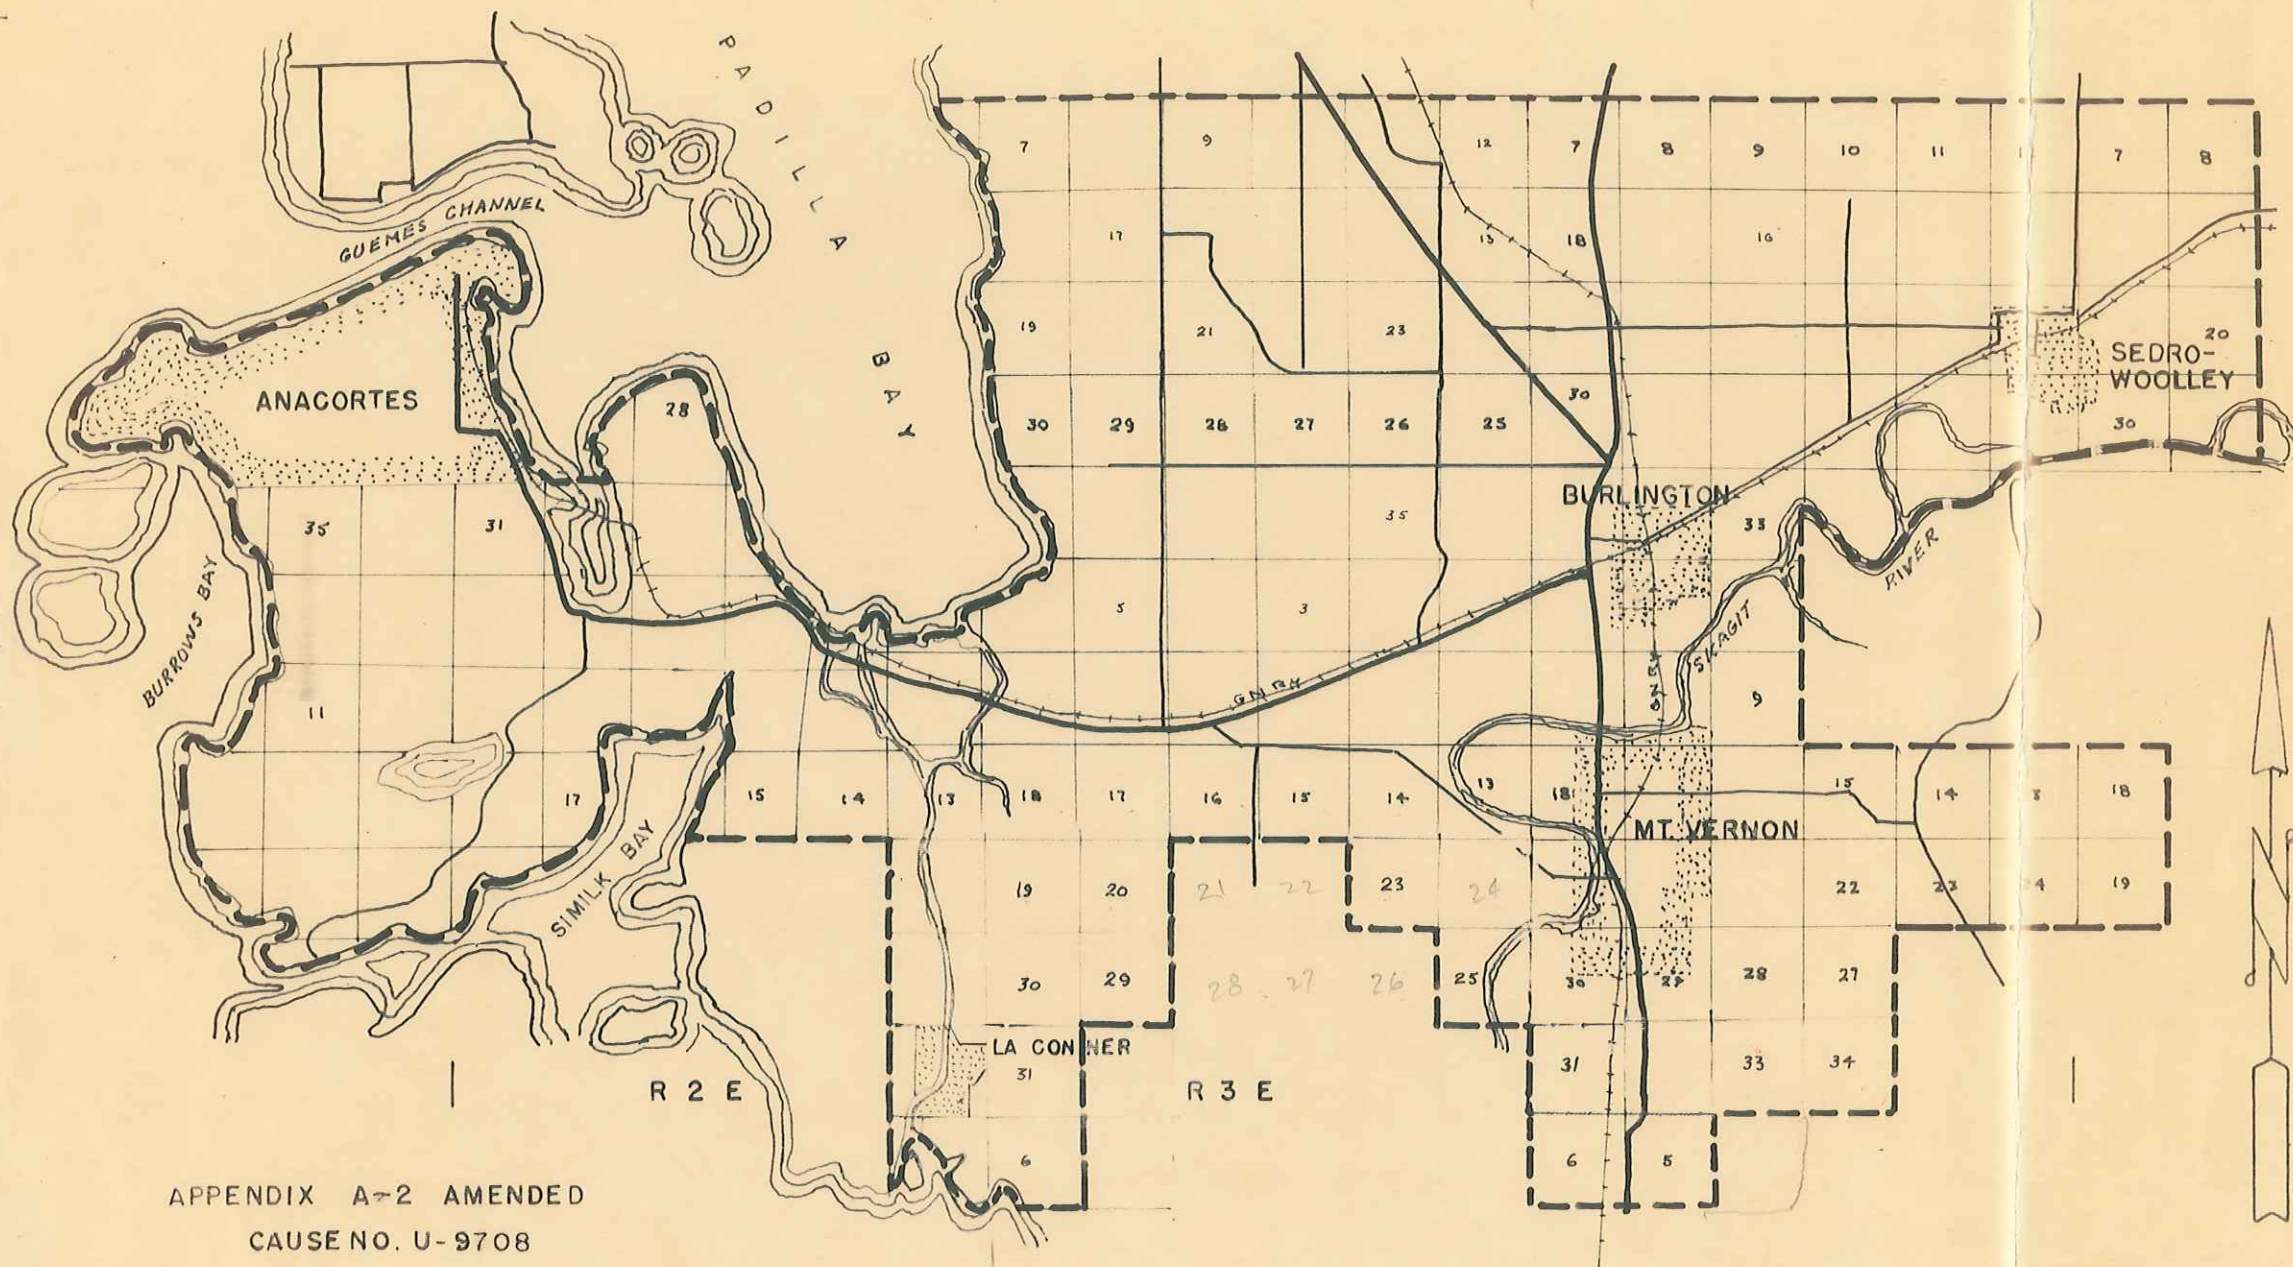 PADILLA BAY
GUEMES CHANNEL
7 9 12 7 8 9 10 11 7 8
17 13 18 16
19 21 23 20
SEDRO-
WOOLLEY
ANACORTES
28 30 29 28 27 26 25 30 30
BURLINGTON
35 31 35 33
RIVER
BURROWS BAY
5 3
SKAGIT
GN RY
GN RY
11 9
17 15 14 13 18 17 16 15 14 13 18 15 14 18
MT. VERNON
SIMILK BAY
19 20 21 22 23 24 22 23 24 19
30 29 28 27 26 25 30 29 28 27
LA CONNER
31 31 33 34
R 2 E
R 3 E
6 6 5
APPENDIX A-2 AMENDED
CAUSE NO. U-9708
N